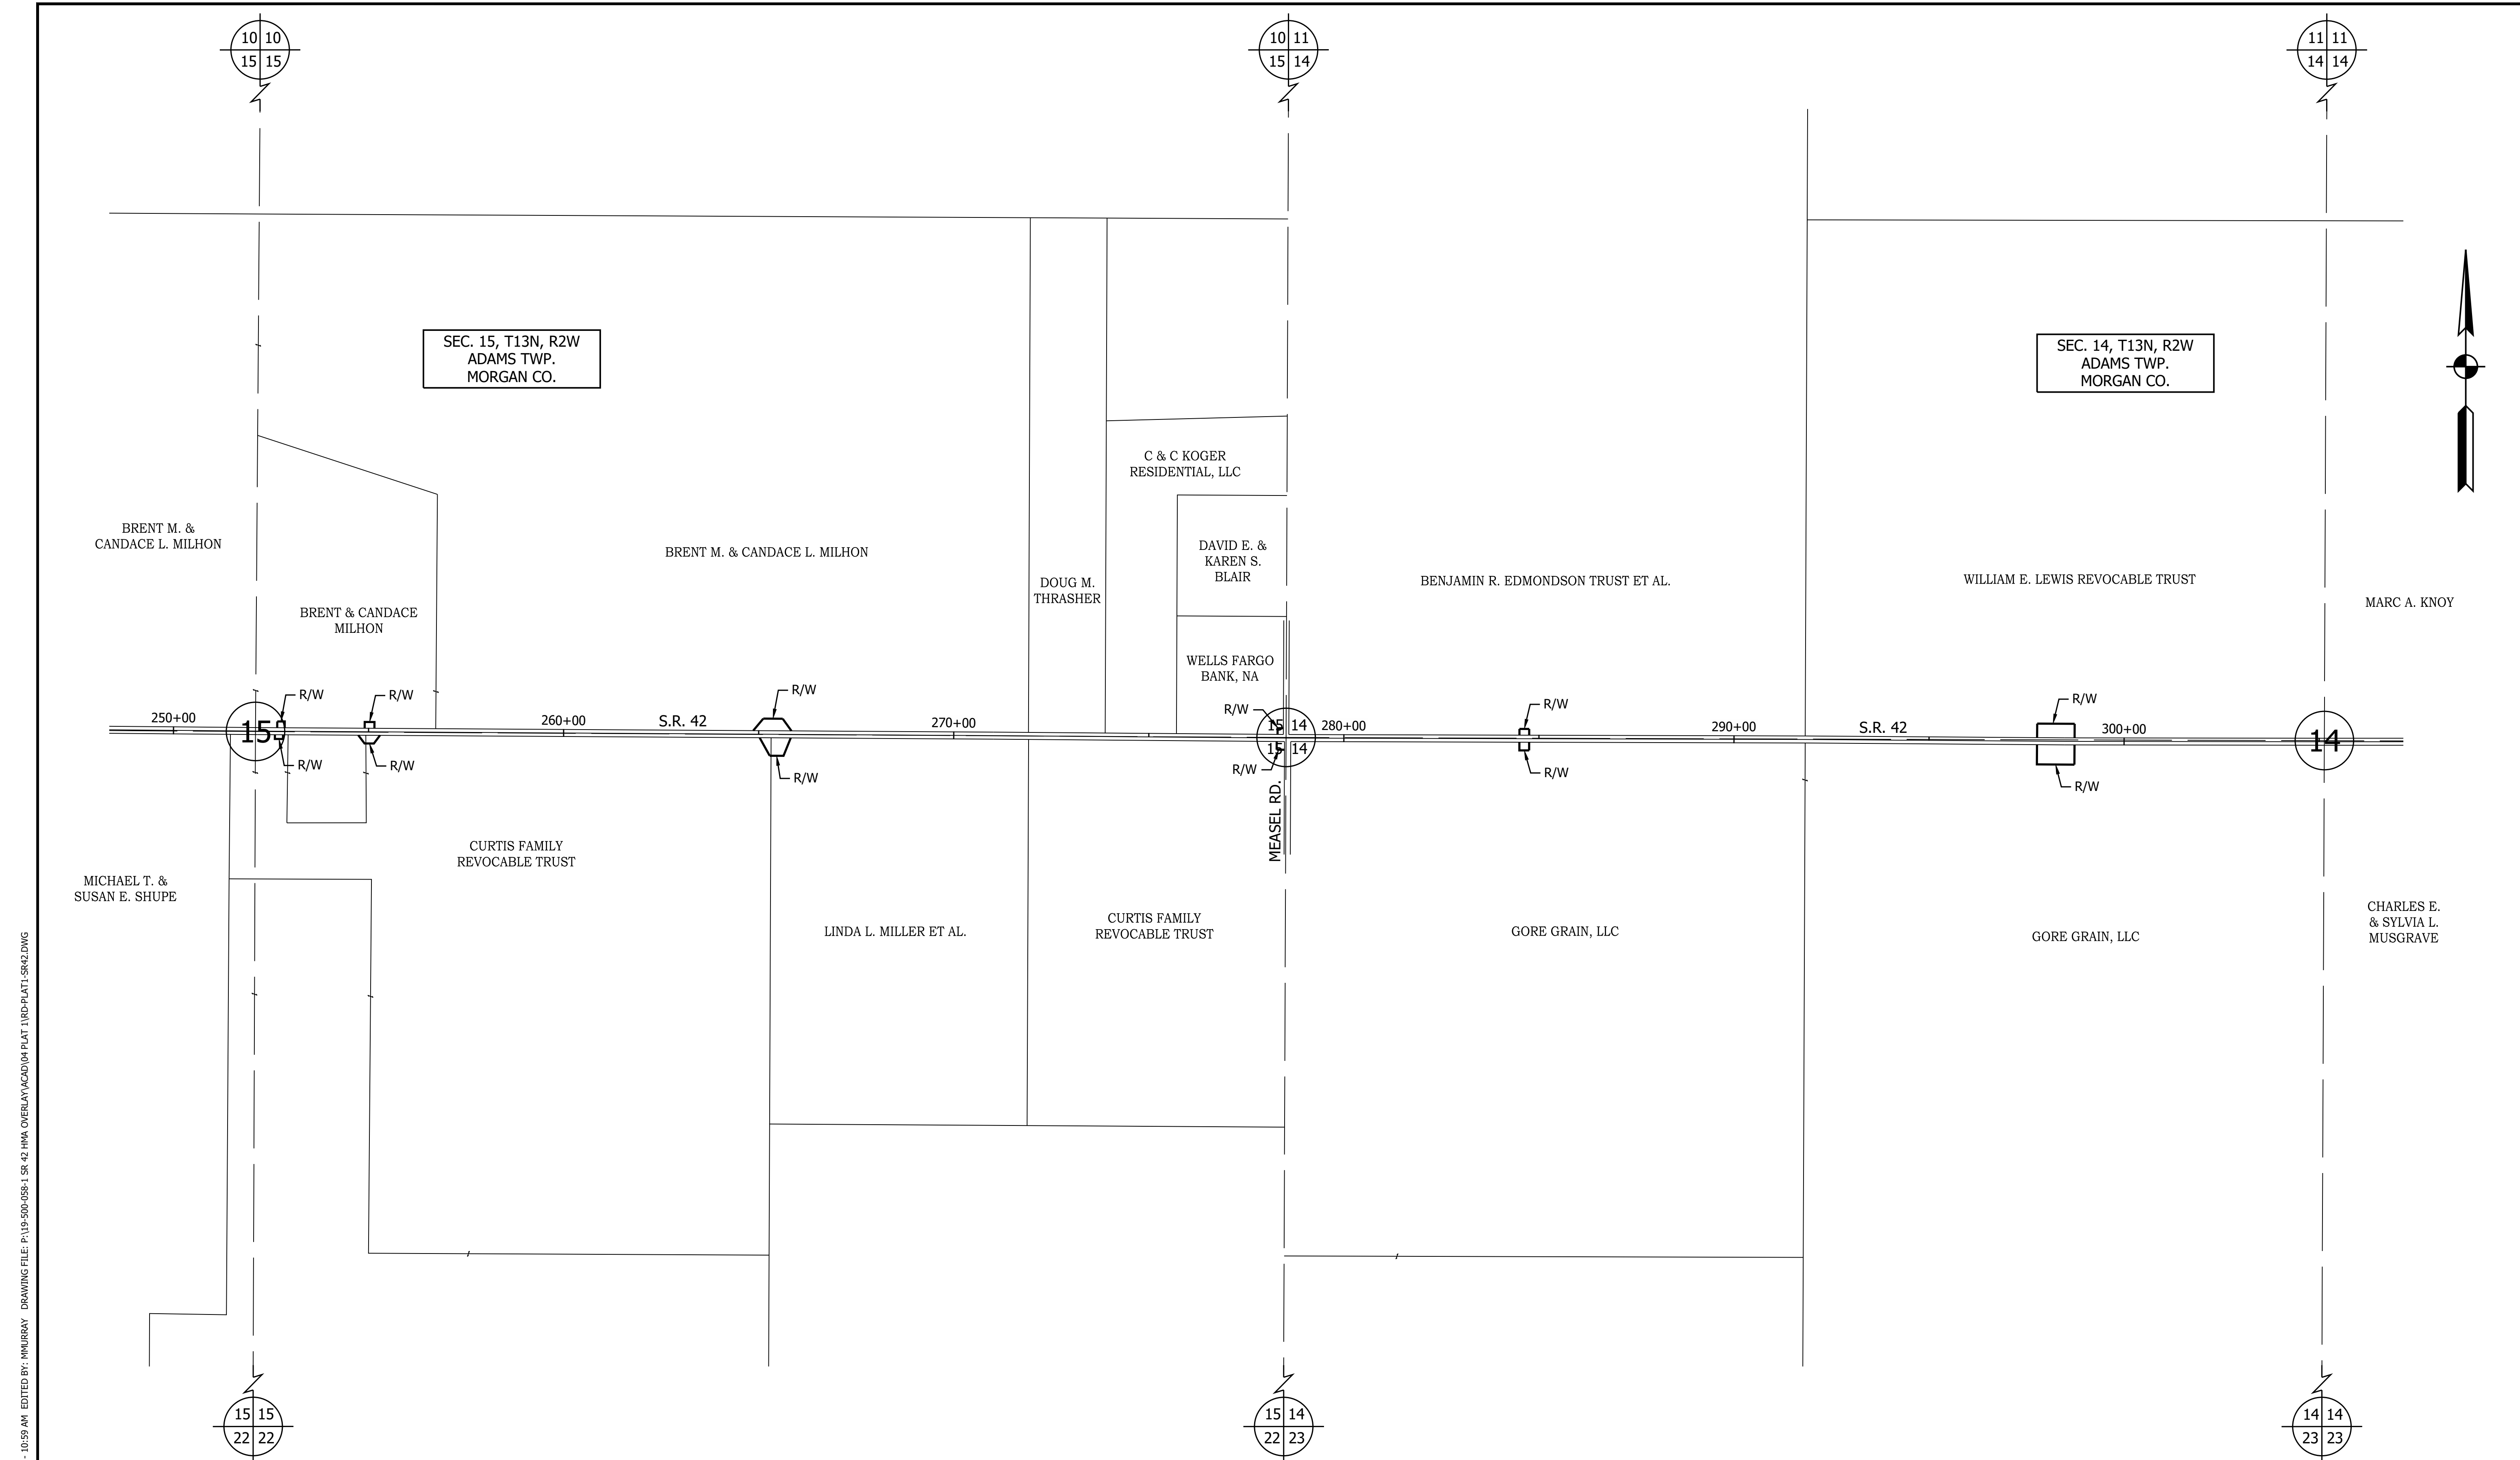 10 10
15 15
10 11
15 14
11 11
14 14
SEC. 15, T13N, R2W
ADAMS TWP.
MORGAN CO.
SEC. 14, T13N, R2W
ADAMS TWP.
MORGAN CO.
C & C KOGER
RESIDENTIAL, LLC
BRENT M. &
CANDACE L. MILHON
BRENT M. & CANDACE L. MILHON
DAVID E. &
KAREN S.
BLAIR
DOUG M.
THRASHER
BENJAMIN R. EDMONDSON TRUST ET AL.
WILLIAM E. LEWIS REVOCABLE TRUST
MARC A. KNOY
BRENT & CANDACE
MILHON
WELLS FARGO
BANK, NA
R/W
R/W
R/W
R/W
R/W
R/W
250+00
15
260+00
S.R. 42
270+00
15 14
15 14
280+00
290+00
S.R. 42
300+00
14
R/W
R/W
R/W
R/W
R/W
R/W
MEASEL RD.
CURTIS FAMILY
REVOCABLE TRUST
MICHAEL T. &
SUSAN E. SHUPE
LINDA L. MILLER ET AL.
CURTIS FAMILY
REVOCABLE TRUST
GORE GRAIN, LLC
GORE GRAIN, LLC
CHARLES E.
& SYLVIA L.
MUSGRAVE
15 15
22 22
15 14
22 23
14 14
23 23
- 10:59 AM EDITED BY: MMURRAY DRAWING FILE: P:\19-500-058-1 SR 42 HMA OVERLAY\ACAD\04 PLAT 1\RD-PLAT1-SR42.DWG